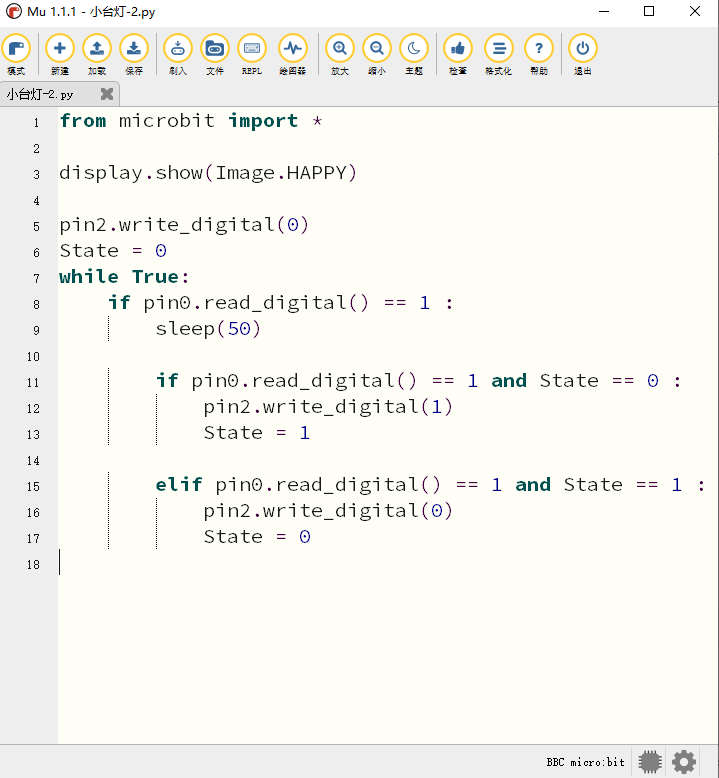 Mu 1.1.1 - 小台灯-2.py
模式 新建 加载 保存 刷入 文件 REPL 绘图器 放大 缩小 主题 检查 格式化 帮助 退出
小台灯-2.py
1 from microbit import *
2
3 display.show(Image.HAPPY)
4
5 pin2.write_digital(0)
6 State = 0
7 while True:
8     if pin0.read_digital() == 1 :
9         sleep(50)
10
11         if pin0.read_digital() == 1 and State == 0 :
12             pin2.write_digital(1)
13             State = 1
14
15         elif pin0.read_digital() == 1 and State == 1 :
16             pin2.write_digital(0)
17             State = 0
18
BBC micro:bit